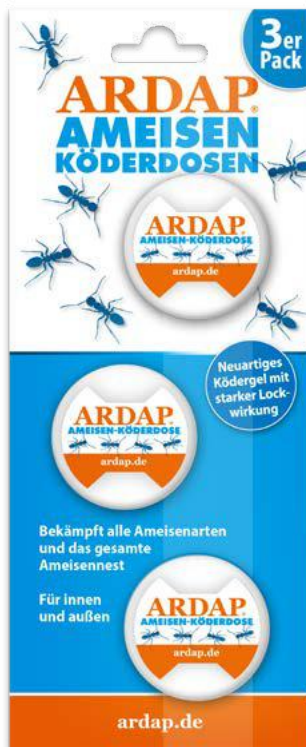 3er
Pack
ARDAP®
AMEISEN
KÖDERDOSEN
ARDAP
AMEISEN-KÖDERDOSE
ardap.de
Neuartiges
Ködergel mit
starker Lock-
wirkung
ARDAP
AMEISEN-KÖDERDOSE
ardap.de
Bekämpft alle Ameisenarten
und das gesamte
Ameisennest
Für innen
und außen
ARDAP
AMEISEN-KÖDERDOSE
ardap.de
ardap.de